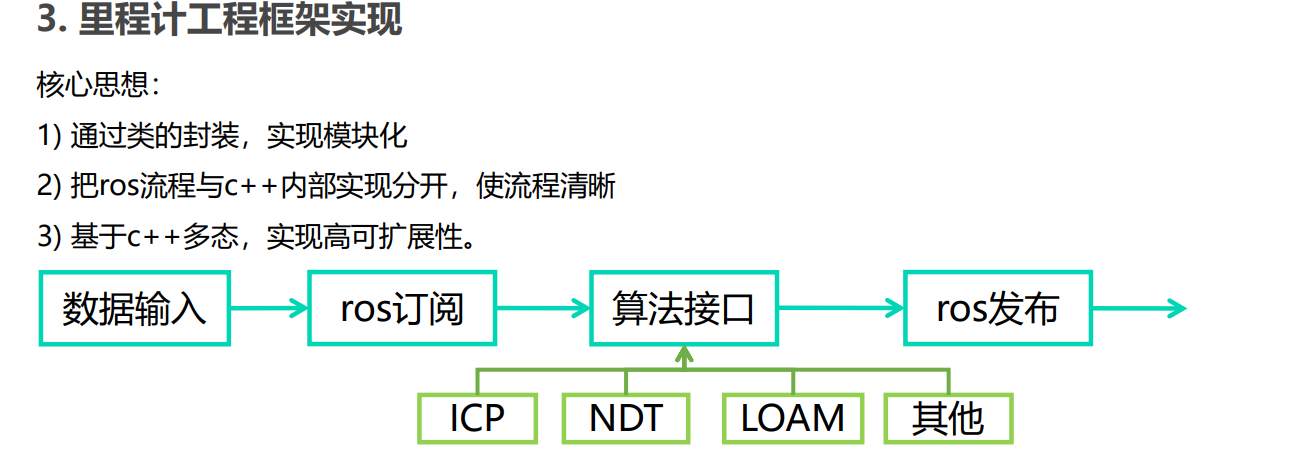 3. 里程计工程框架实现
核心思想：
1) 通过类的封装，实现模块化
2) 把ros流程与c++内部实现分开，使流程清晰
3) 基于c++多态，实现高可扩展性。
数据输入
ros订阅
算法接口
ros发布
ICP
NDT
LOAM
其他